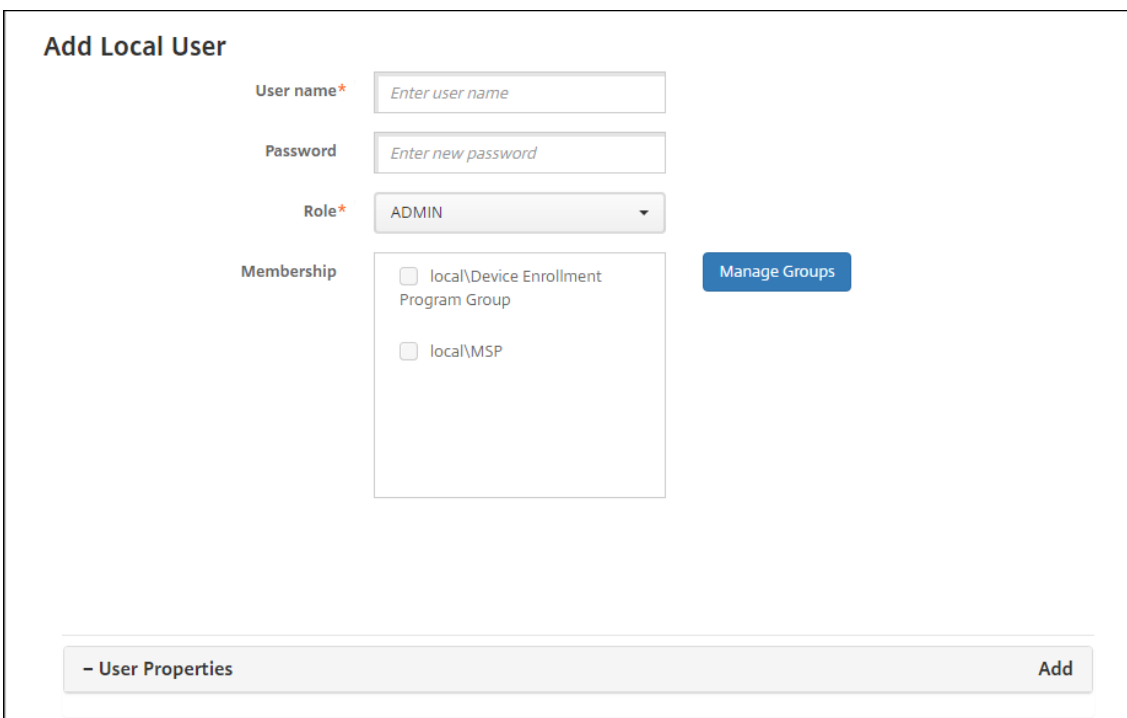 Add Local User
User name* Enter user name
Password Enter new password
Role* ADMIN
Membership local\Device Enrollment Manage Groups
Program Group
local\MSP
– User Properties Add